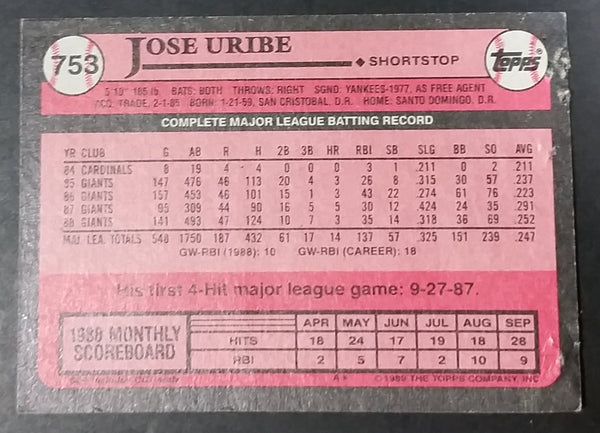 753
JOSE URIBE
◆ SHORTSTOP
Topps
5'10" 165 lb. BATS: BOTH THROWS: RIGHT SGND: YANKEES-1977, AS FREE AGENT
ACQ. TRADE, 2-1-85 BORN: 1-21-59, SAN CRISTOBAL, D.R. HOME: SANTO DOMINGO, D.R.
COMPLETE MAJOR LEAGUE BATTING RECORD
YR CLUB G AB R H 2B 3B HR RBI SB SLG BB SO AVG
84 CARDINALS 8 19 4 4 0 0 0 3 1 .211 0 2 .211
85 GIANTS 147 476 46 113 20 4 3 26 8 .315 30 57 .237
86 GIANTS 157 453 46 101 15 1 3 43 22 .274 61 76 .223
87 GIANTS 95 309 44 90 16 5 5 30 12 .424 24 35 .291
88 GIANTS 141 493 47 124 10 7 3 35 14 .318 36 69 .252
MAJ. LEA. TOTALS 548 1750 187 432 61 17 14 137 57 .325 151 239 .247
GW-RBI (1988): 10 GW-RBI (CAREER): 18
His first 4-Hit major league game: 9-27-87.
1988 MONTHLY
SCOREBOARD
APR MAY JUN JUL AUG SEP
HITS 18 24 17 19 18 28
RBI 2 5 7 2 10 9
A* © 1989 THE TOPPS COMPANY, INC.